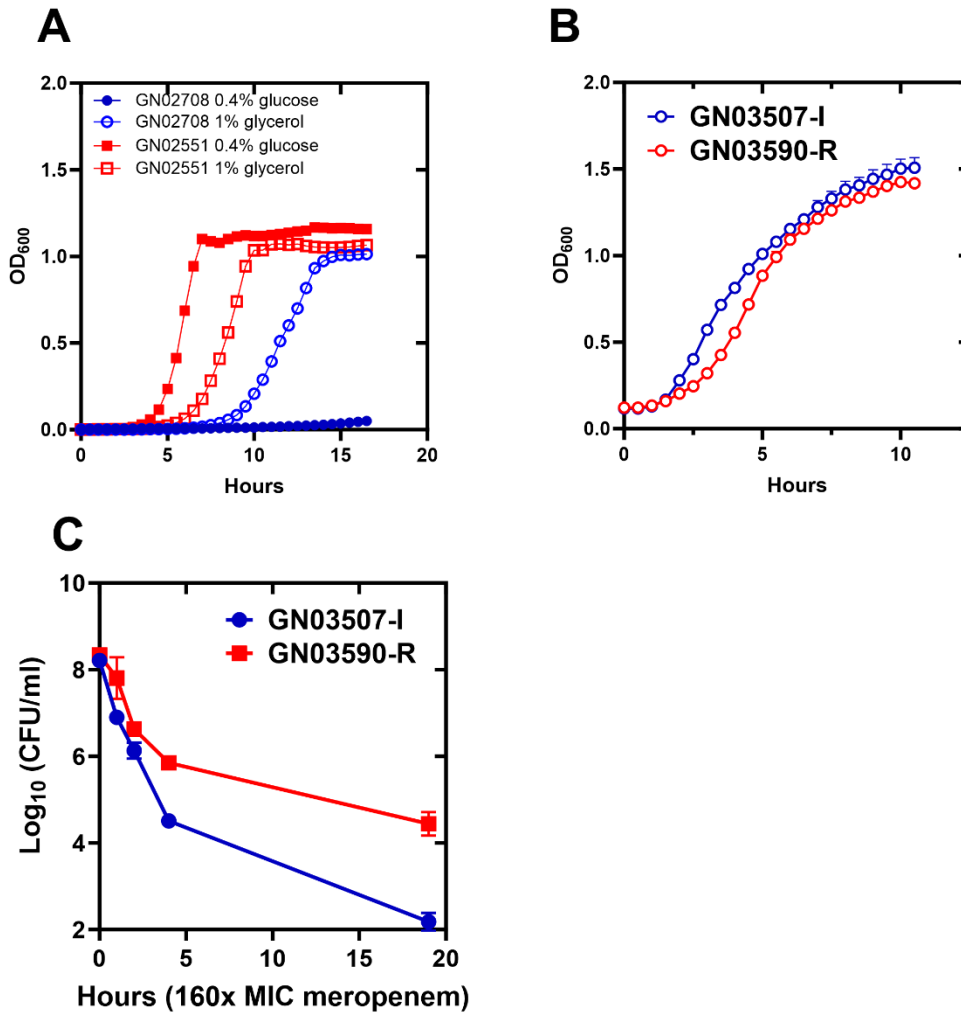 A
2.0
1.5
1.0
0.5
0.0
OD600
GN02708 0.4% glucose
GN02708 1% glycerol
GN02551 0.4% glucose
GN02551 1% glycerol
0 5 10 15 20
Hours
B
2.0
1.5
1.0
0.5
0.0
OD600
GN03507-I
GN03590-R
0 5 10
Hours
C
10
8
6
4
2
Log10 (CFU/ml)
GN03507-I
GN03590-R
0 5 10 15 20
Hours (160x MIC meropenem)